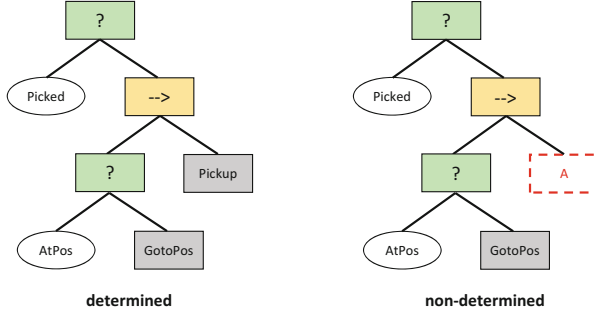 ?
Picked
-->
?
Pickup
AtPos
GotoPos
determined
?
Picked
-->
?
A
AtPos
GotoPos
non-determined